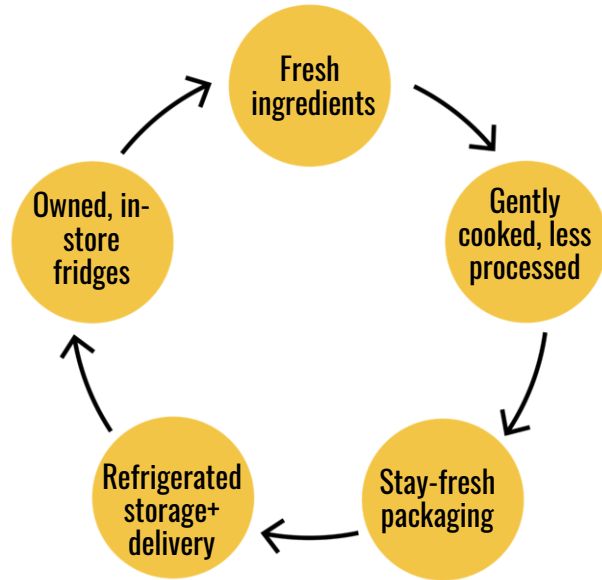 Fresh
ingredients
Gently
cooked, less
processed
Stay-fresh
packaging
Refrigerated
storage+
delivery
Owned, in-
store
fridges